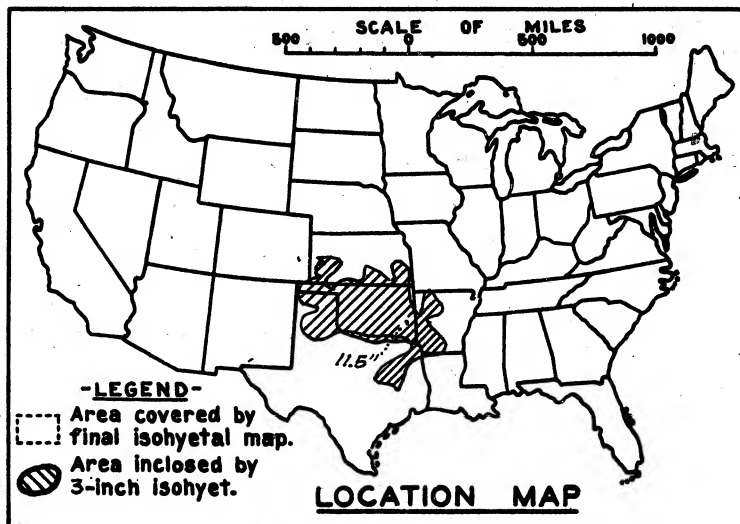 SCALE OF MILES
500 0 500 1000
11.5"
-LEGEND-
Area covered by
final isohyetal map.
Area inclosed by
3-inch isohyet.
LOCATION MAP